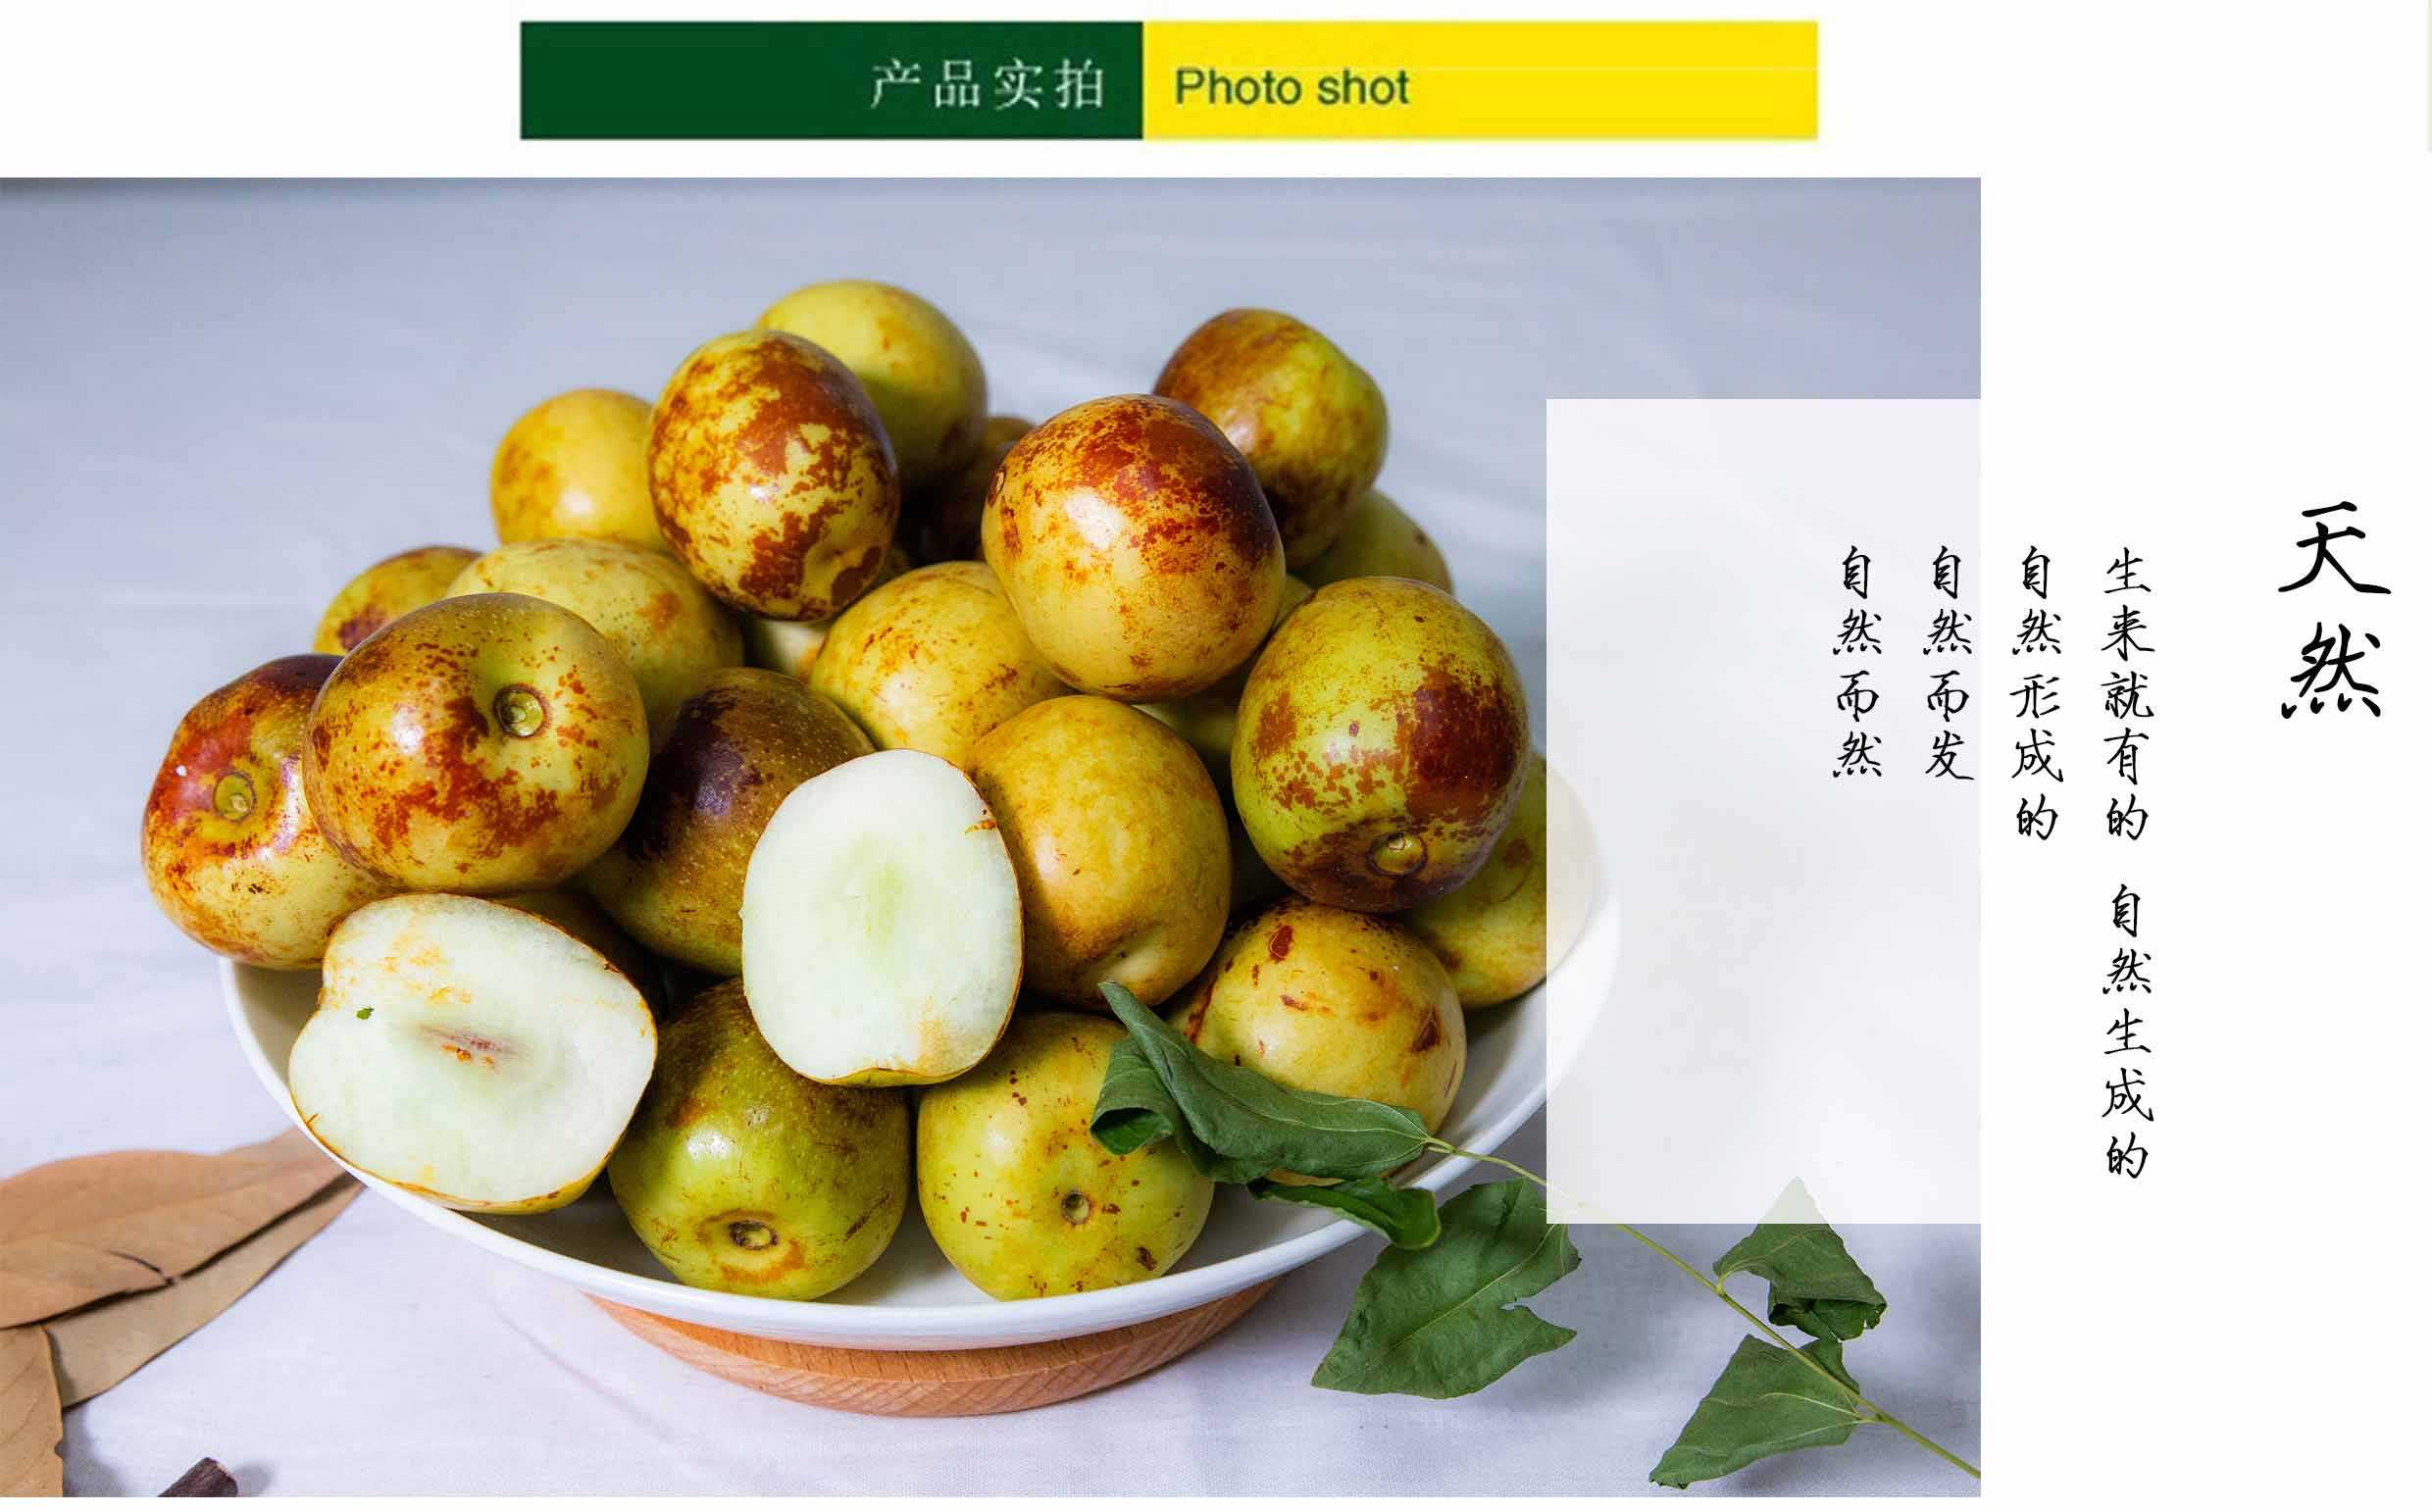 产品实拍 Photo shot
天然
生来就有的 自然生成的
自然形成的
自然而发
自然而然